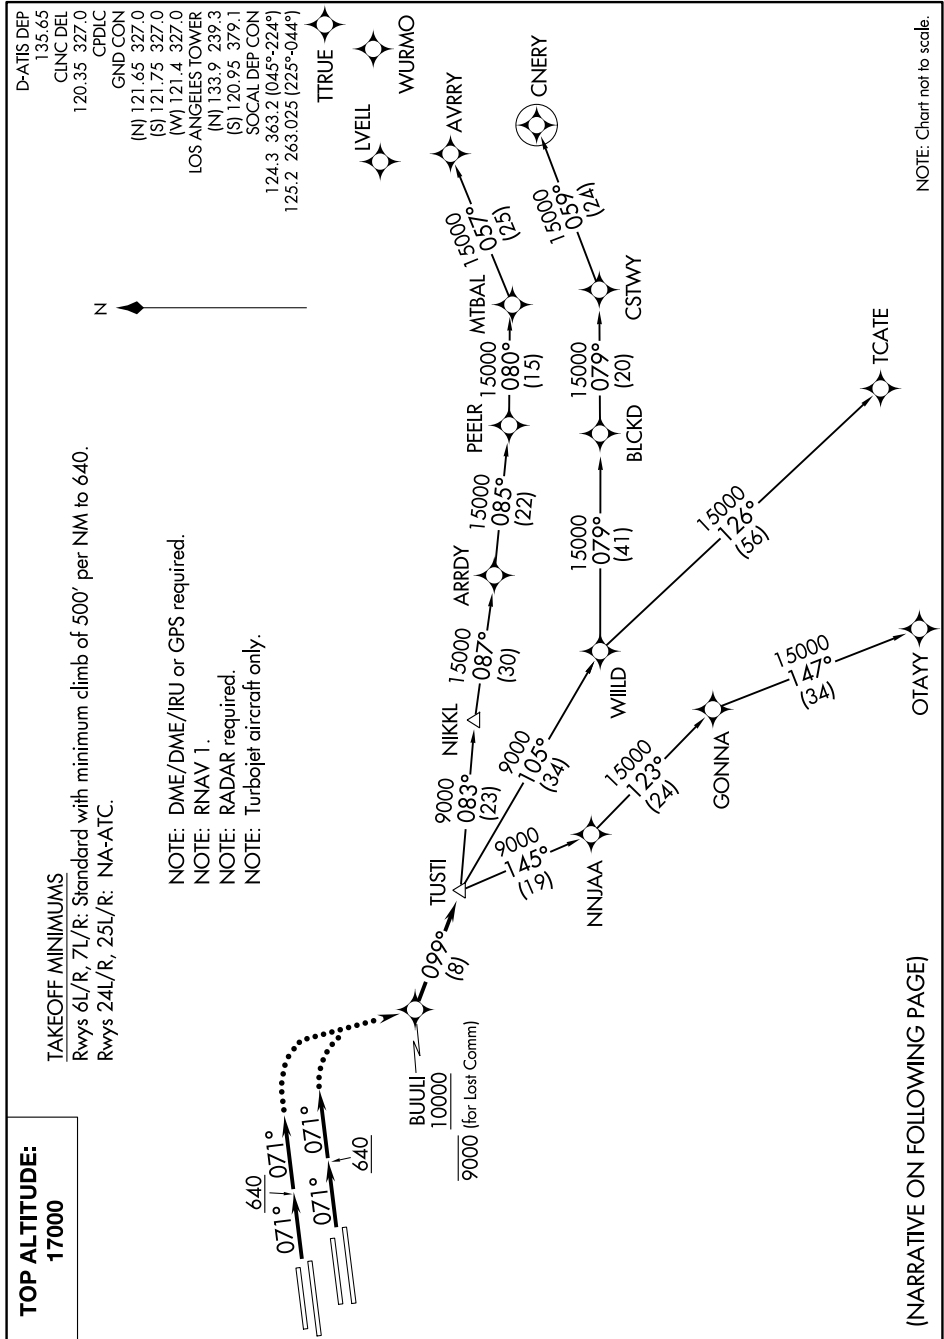 TOP ALTITUDE:
17000
TAKEOFF MINIMUMS
Rwys 6L/R, 7L/R: Standard with minimum climb of 500' per NM to 640.
Rwys 24L/R, 25L/R: NA-ATC.
NOTE: DME/DME/IRU or GPS required.
NOTE: RNAV 1.
NOTE: RADAR required.
NOTE: Turbojet aircraft only.
N
D-ATIS DEP
135.65
CLNC DEL
120.35 327.0
CPDLC
GND CON
(N) 121.65 327.0
(S) 121.75 327.0
(W) 121.4 327.0
LOS ANGELES TOWER
(N) 133.9 239.3
(S) 120.95 379.1
SOCAL DEP CON
124.3 363.2 (045°-224°)
125.2 263.025 (225°-044°)
TTRUE
WURMO
LVELL
AVRRY
CNERY
640
071°
071°
071°
071°
640
BUULI
10000
9000 (for Lost Comm)
099°
(8)
TUSTI
9000
083°
(23)
NIKKL
15000
087°
(30)
ARRDY
15000
085°
(22)
PEELR
15000
080°
(15)
MTBAL
15000
057°
(25)
9000
105°
(34)
WIILD
15000
079°
(41)
BLCKD
15000
079°
(20)
CSTWY
15000
059°
(24)
15000
126°
(56)
TCATE
9000
145°
(19)
NNJAA
15000
123°
(24)
GONNA
15000
147°
(34)
OTAYY
(NARRATIVE ON FOLLOWING PAGE)
NOTE: Chart not to scale.